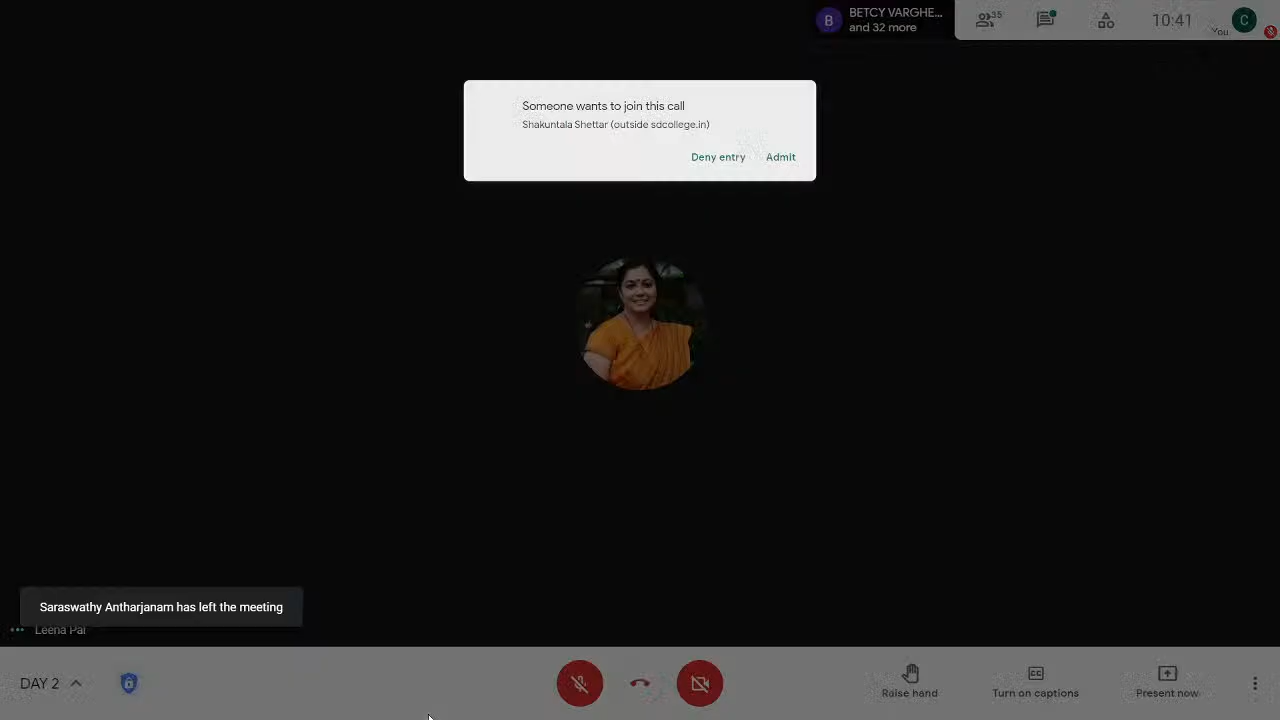 BETCY VARGHE...
and 32 more
B
35
10:41
You
C
Someone wants to join this call
Shakuntala Shettar (outside sdcollege.in)
Deny entry Admit
Saraswathy Antharjanam has left the meeting
Leena Pai
DAY 2
CC
Raise hand
Turn on captions
Present now